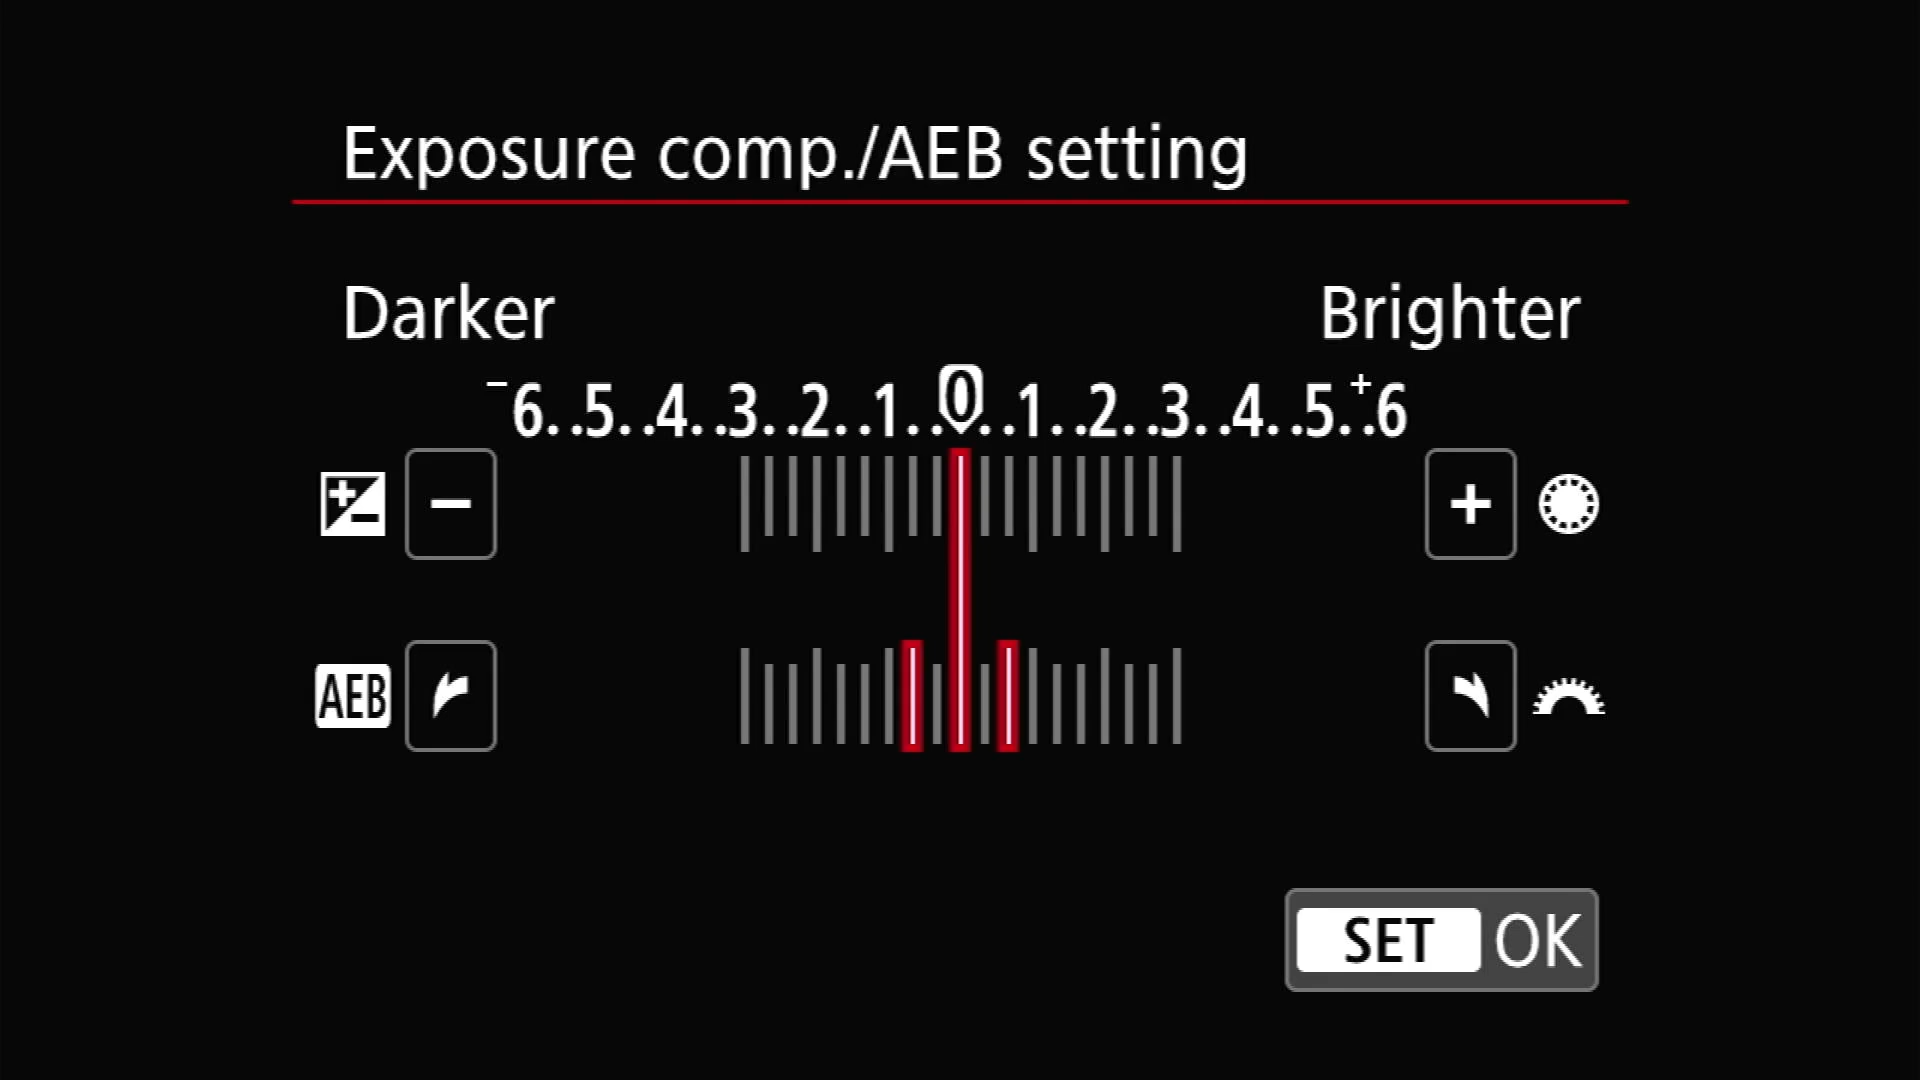 Exposure comp./AEB setting
Darker Brighter
−6..5..4..3..2..1..0..1..2..3..4..5..+6
− +
AEB
SET OK